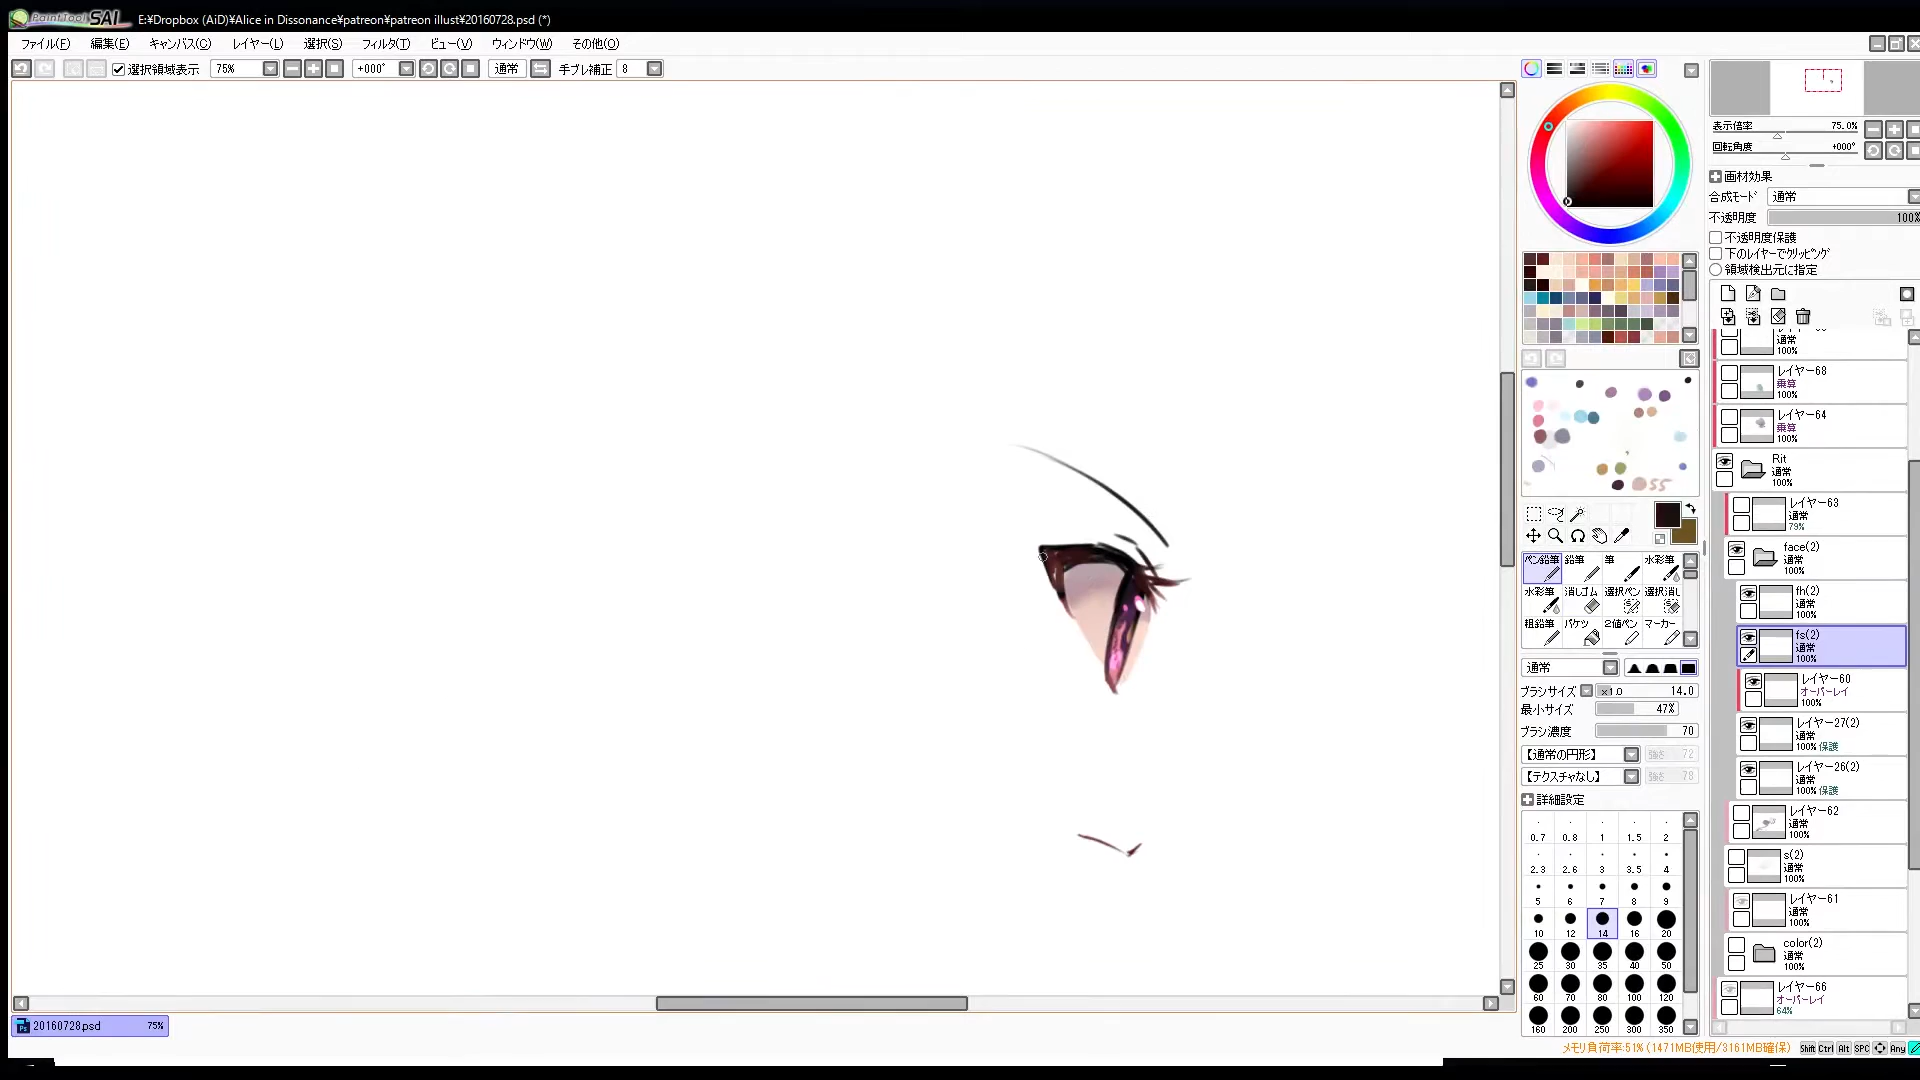 PaintTool SAI E:¥Dropbox (AiD)¥Alice in Dissonance¥patreon¥patreon illust¥20160728.psd (*)
ファイル(F) 編集(E) キャンバス(C) レイヤー(L) 選択(S) フィルタ(T) ビュー(V) ウィンドウ(W) その他(O)
選択領域表示 75% +000° 通常 手ブレ補正 8
表示倍率 75.0%
回転角度 +000°
画材効果
合成モード 通常
不透明度 100%
不透明度保護
下のレイヤーでクリッピング
領域検出元に指定
通常
100%
レイヤー68
乗算
100%
レイヤー64
乗算
100%
Rit
通常
100%
レイヤー63
通常
79%
face(2)
通常
100%
fh(2)
通常
100%
fs(2)
通常
100%
レイヤー60
オーバーレイ
100%
レイヤー27(2)
通常
100% 保護
レイヤー26(2)
通常
100% 保護
レイヤー62
通常
100%
s(2)
通常
100%
レイヤー61
通常
100%
color(2)
通常
100%
レイヤー66
オーバーレイ
64%
ペン鉛筆 鉛筆 筆 水彩筆
水彩筆 消しゴム 選択ペン 選択消し
粗鉛筆 バケツ 2値ペン マーカー
通常
ブラシサイズ x1.0 14.0
最小サイズ 47%
ブラシ濃度 70
【通常の円形】 強さ 72
【テクスチャなし】 強さ 78
詳細設定
0.7 0.8 1 1.5 2
2.3 2.6 3 3.5 4
5 6 7 8 9
10 12 14 16 20
25 30 35 40 50
60 70 80 100 120
160 200 250 300 350
20160728.psd 75%
メモリ負荷率:51% (1471MB使用/3161MB確保) Shift Ctrl Alt SPC Any